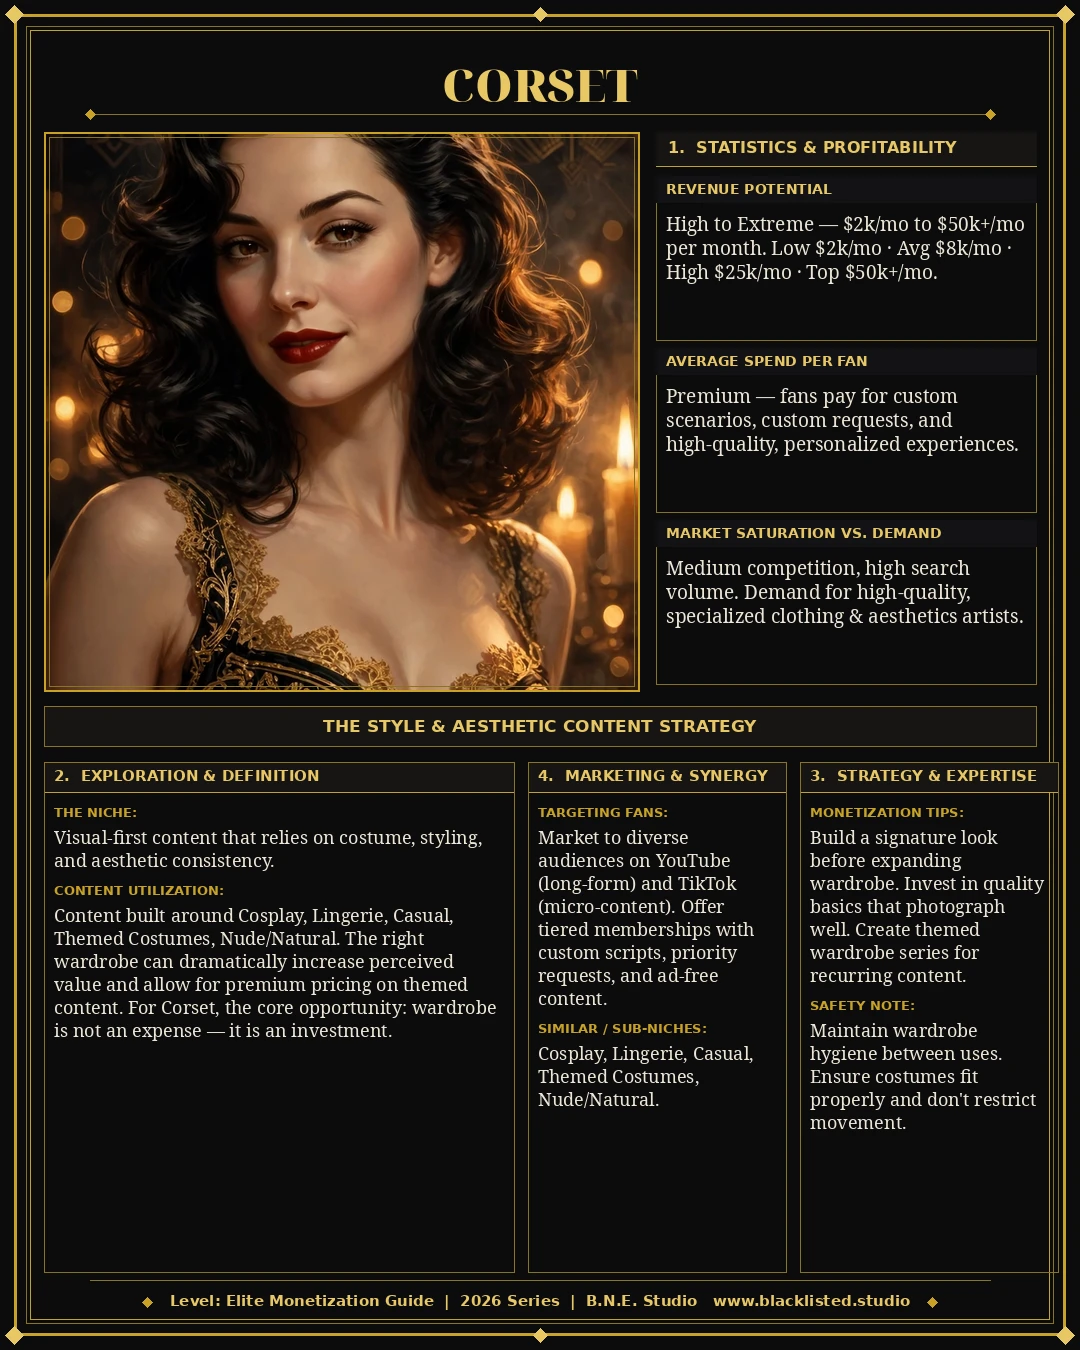 CORSET
1. STATISTICS & PROFITABILITY
REVENUE POTENTIAL
High to Extreme — $2k/mo to $50k+/mo
per month. Low $2k/mo · Avg $8k/mo ·
High $25k/mo · Top $50k+/mo.
AVERAGE SPEND PER FAN
Premium — fans pay for custom
scenarios, custom requests, and
high-quality, personalized experiences.
MARKET SATURATION VS. DEMAND
Medium competition, high search
volume. Demand for high-quality,
specialized clothing & aesthetics artists.
THE STYLE & AESTHETIC CONTENT STRATEGY
2. EXPLORATION & DEFINITION
THE NICHE:
Visual-first content that relies on costume, styling,
and aesthetic consistency.
CONTENT UTILIZATION:
Content built around Cosplay, Lingerie, Casual,
Themed Costumes, Nude/Natural. The right
wardrobe can dramatically increase perceived
value and allow for premium pricing on themed
content. For Corset, the core opportunity: wardrobe
is not an expense — it is an investment.
4. MARKETING & SYNERGY
TARGETING FANS:
Market to diverse
audiences on YouTube
(long-form) and TikTok
(micro-content). Offer
tiered memberships with
custom scripts, priority
requests, and ad-free
content.
SIMILAR / SUB-NICHES:
Cosplay, Lingerie, Casual,
Themed Costumes,
Nude/Natural.
3. STRATEGY & EXPERTISE
MONETIZATION TIPS:
Build a signature look
before expanding
wardrobe. Invest in quality
basics that photograph
well. Create themed
wardrobe series for
recurring content.
SAFETY NOTE:
Maintain wardrobe
hygiene between uses.
Ensure costumes fit
properly and don't restrict
movement.
Level: Elite Monetization Guide | 2026 Series | B.N.E. Studio www.blacklisted.studio